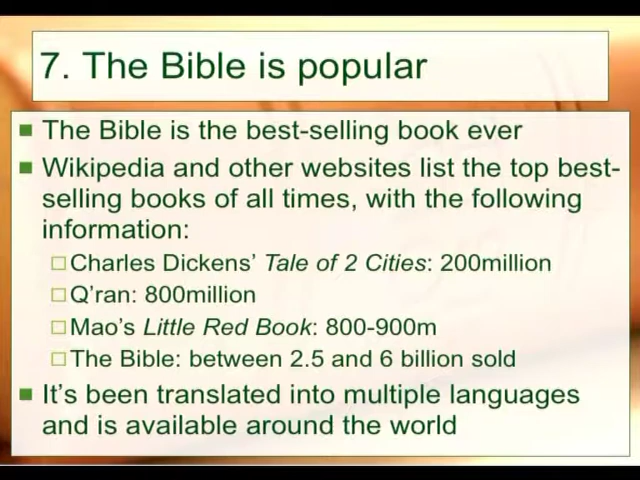 7. The Bible is popular
The Bible is the best-selling book ever
Wikipedia and other websites list the top best-
selling books of all times, with the following
information:
Charles Dickens' Tale of 2 Cities: 200million
Q'ran: 800million
Mao's Little Red Book: 800-900m
The Bible: between 2.5 and 6 billion sold
It's been translated into multiple languages
and is available around the world